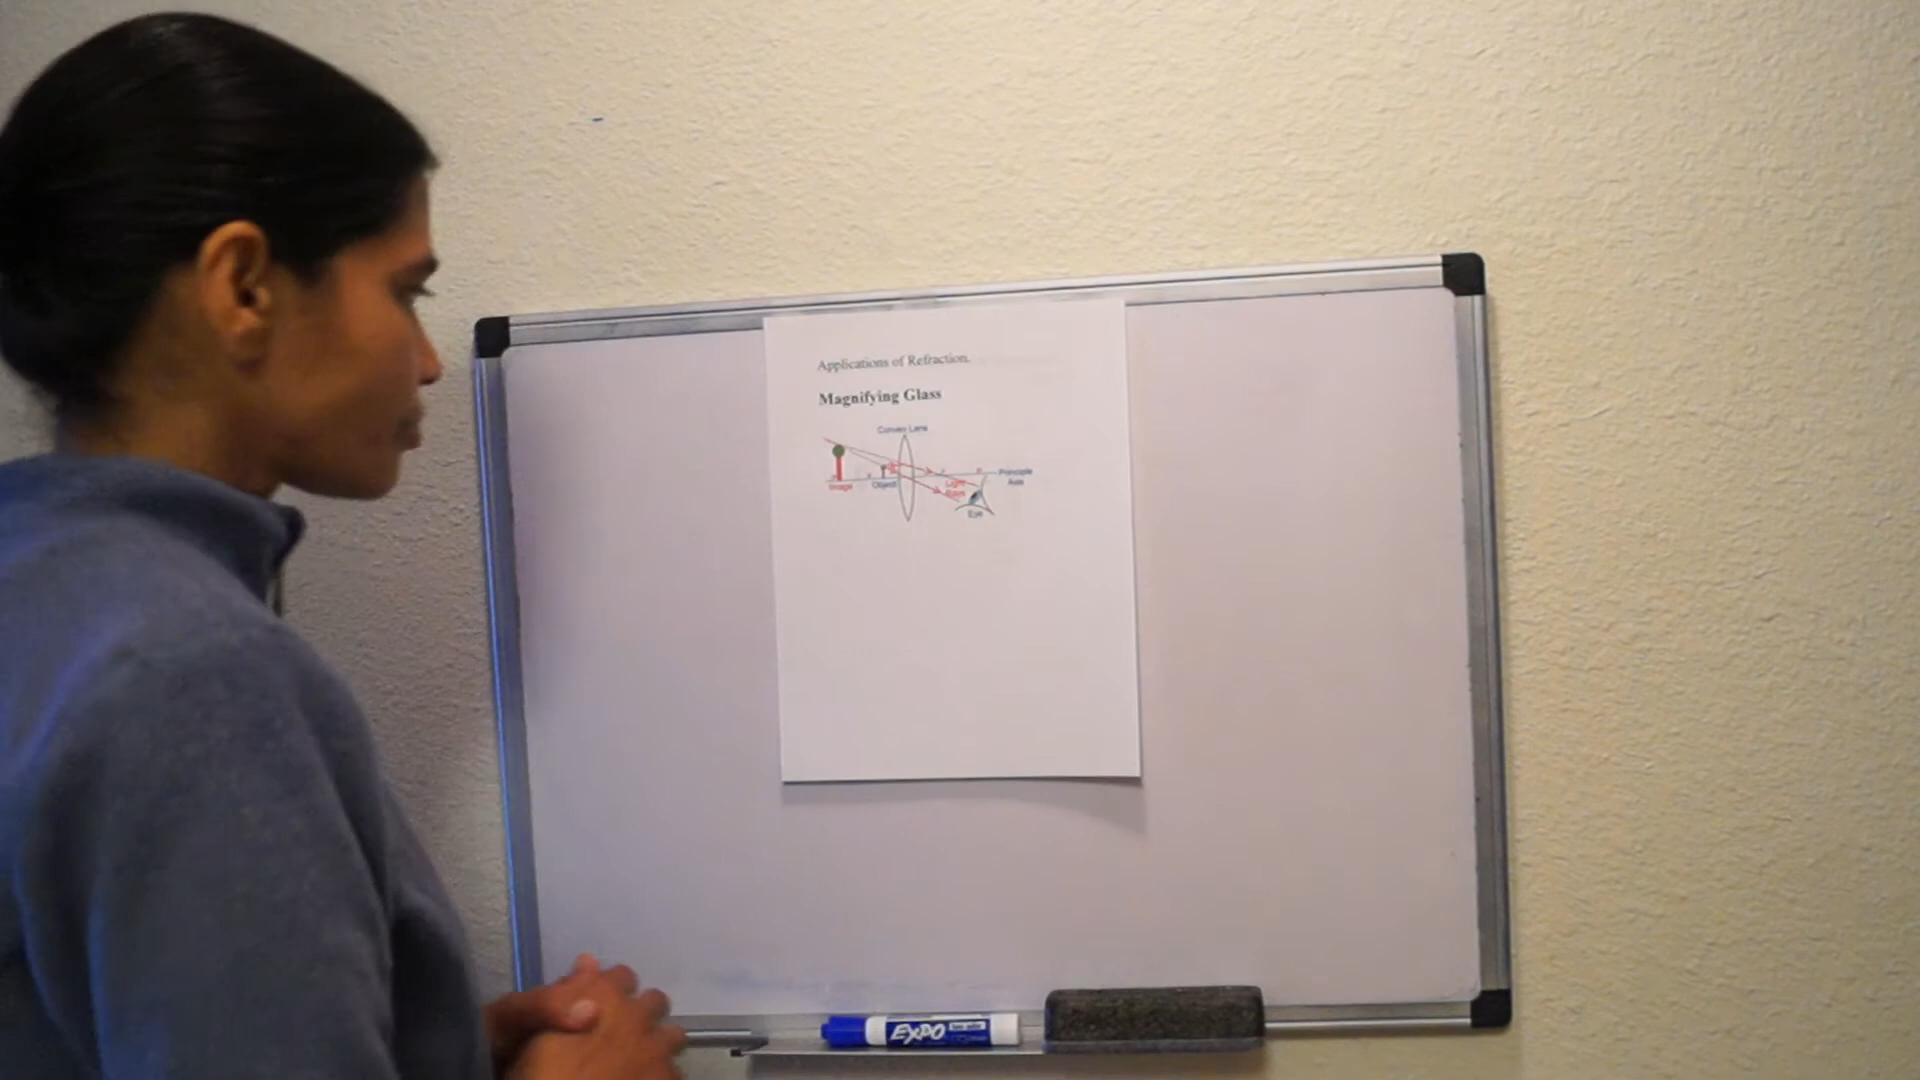 Applications of Refraction.
Magnifying Glass
Convex Lens
Principle
Axis
Image
Object
Light
Rays
Eye
EXPO